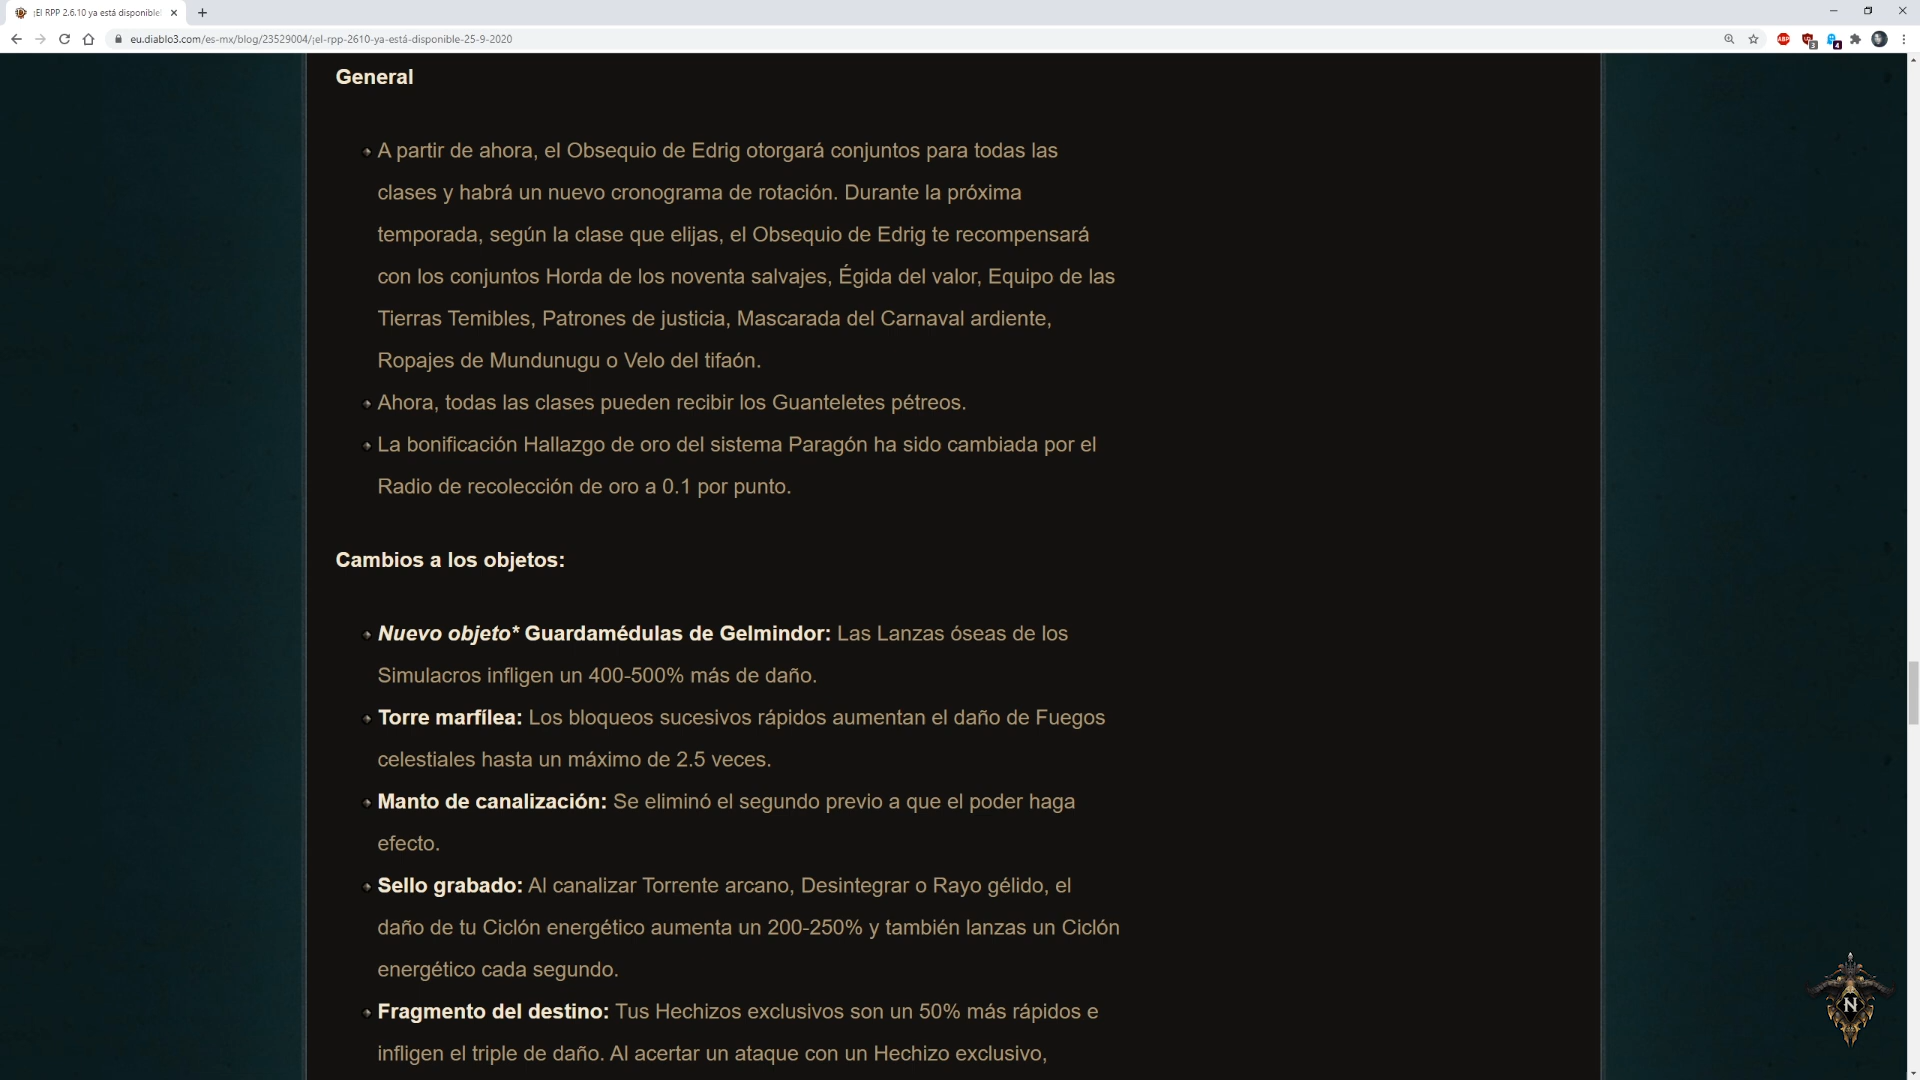 ¡El RPP 2.6.10 ya está disponible!
eu.diablo3.com/es-mx/blog/23529004/¡el-rpp-2610-ya-está-disponible-25-9-2020
ABP
3
4
General
A partir de ahora, el Obsequio de Edrig otorgará conjuntos para todas las
clases y habrá un nuevo cronograma de rotación. Durante la próxima
temporada, según la clase que elijas, el Obsequio de Edrig te recompensará
con los conjuntos Horda de los noventa salvajes, Égida del valor, Equipo de las
Tierras Temibles, Patrones de justicia, Mascarada del Carnaval ardiente,
Ropajes de Mundunugu o Velo del tifaón.
Ahora, todas las clases pueden recibir los Guanteletes pétreos.
La bonificación Hallazgo de oro del sistema Paragón ha sido cambiada por el
Radio de recolección de oro a 0.1 por punto.
Cambios a los objetos:
Nuevo objeto* Guardamédulas de Gelmindor: Las Lanzas óseas de los
Simulacros infligen un 400-500% más de daño.
Torre marfílea: Los bloqueos sucesivos rápidos aumentan el daño de Fuegos
celestiales hasta un máximo de 2.5 veces.
Manto de canalización: Se eliminó el segundo previo a que el poder haga
efecto.
Sello grabado: Al canalizar Torrente arcano, Desintegrar o Rayo gélido, el
daño de tu Ciclón energético aumenta un 200-250% y también lanzas un Ciclón
energético cada segundo.
Fragmento del destino: Tus Hechizos exclusivos son un 50% más rápidos e
infligen el triple de daño. Al acertar un ataque con un Hechizo exclusivo,
N